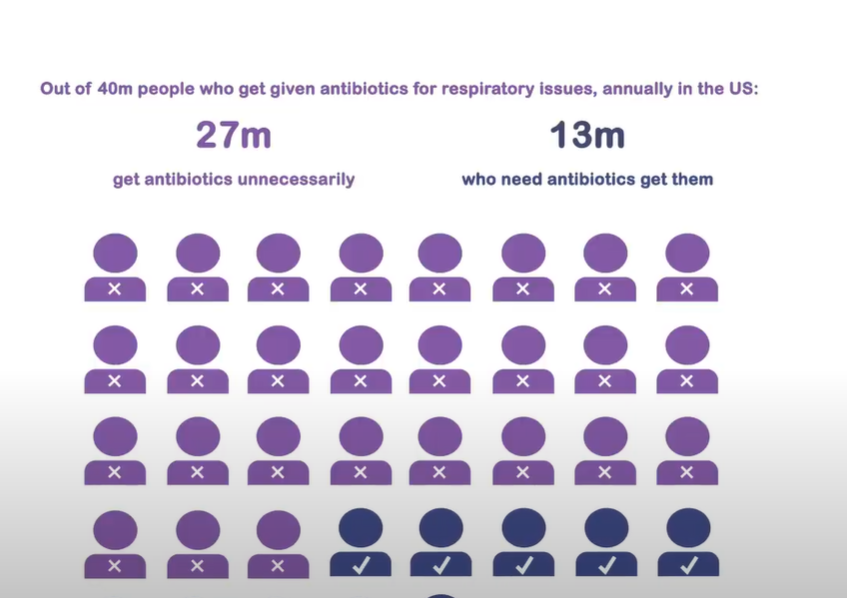 Out of 40m people who get given antibiotics for respiratory issues, annually in the US:
27m
13m
get antibiotics unnecessarily
who need antibiotics get them